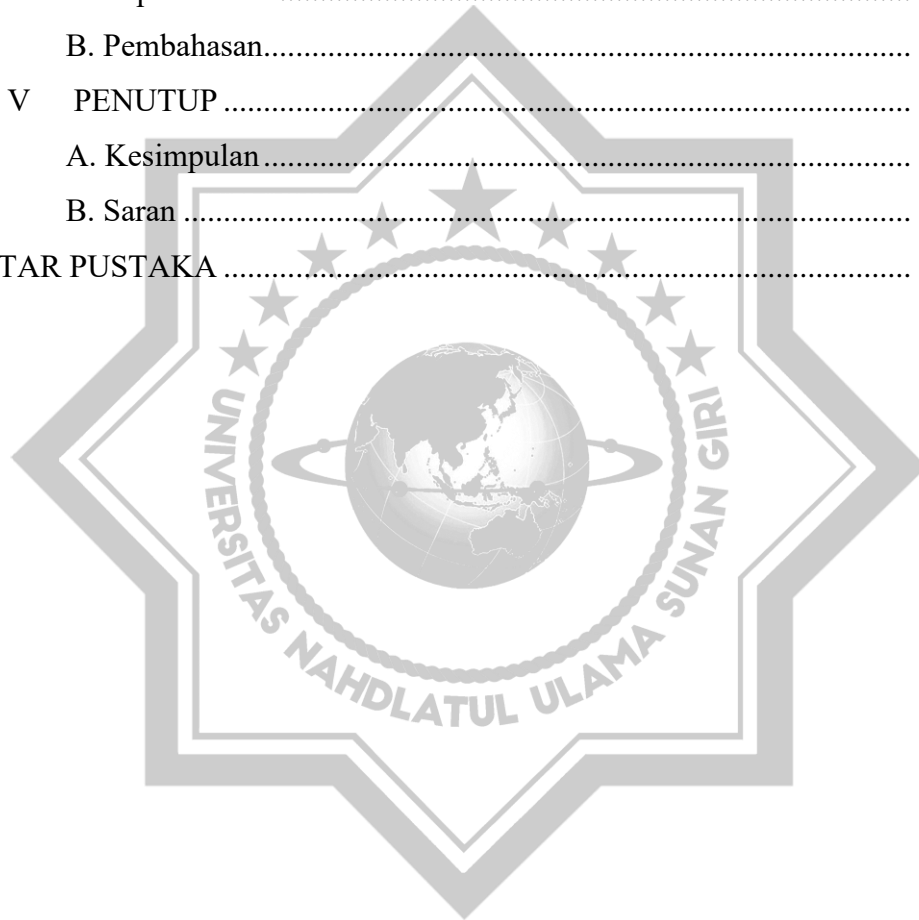 B. Pembahasan..................................................................................
V PENUTUP .......................................................................................
A. Kesimpulan..................................................................................
B. Saran ............................................................................................
TAR PUSTAKA .......................................................................................
UNIVERSITAS NAHDLATUL ULAMA SUNAN GIRI